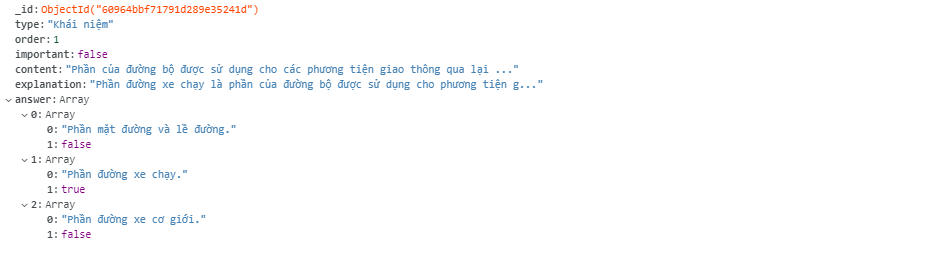 _id: ObjectId("60964bbf71791d289e35241d")
type: "Khái niệm"
order: 1
important: false
content: "Phần của đường bộ được sử dụng cho các phương tiện giao thông qua lại ..."
explanation: "Phần đường xe chạy là phần của đường bộ được sử dụng cho phương tiện g..."
answer: Array
0: Array
0: "Phần mặt đường và lề đường."
1: false
1: Array
0: "Phần đường xe chạy."
1: true
2: Array
0: "Phần đường xe cơ giới."
1: false